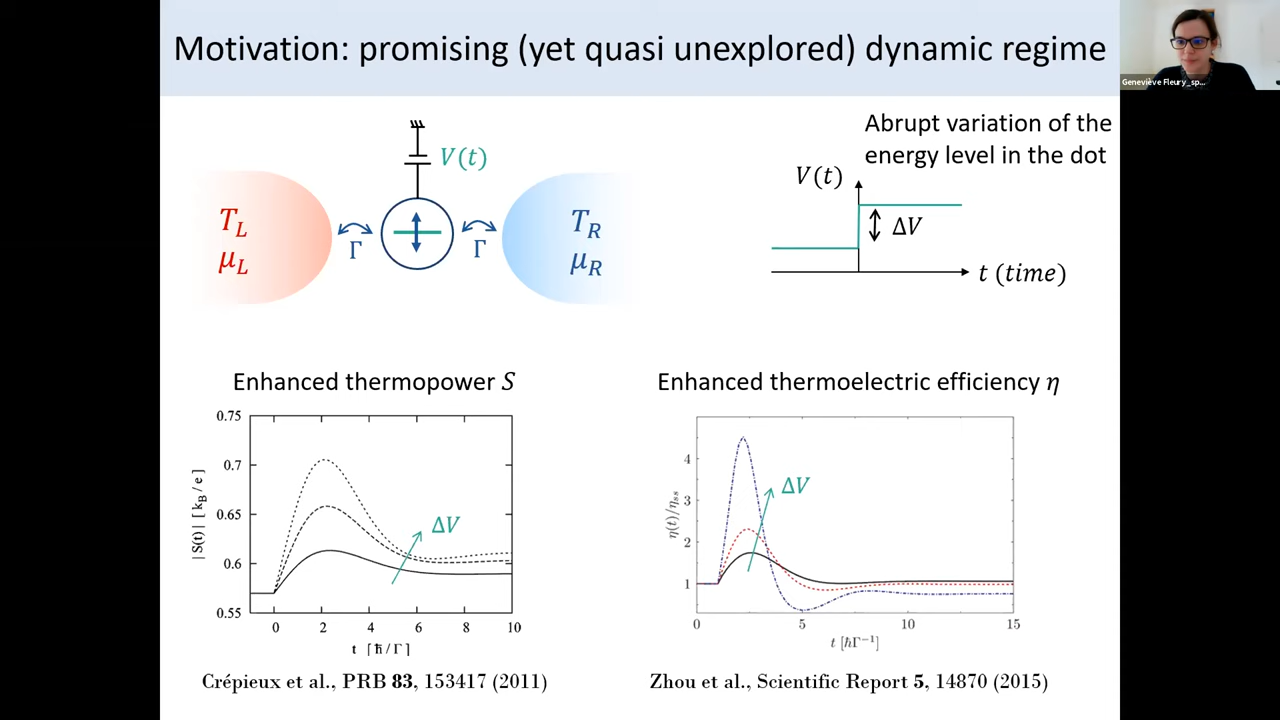 Motivation: promising (yet quasi unexplored) dynamic regime
Geneviève Fleury_sp...
V(t)
T_L
μ_L
Γ
Γ
T_R
μ_R
Abrupt variation of the
energy level in the dot
V(t)
ΔV
t (time)
Enhanced thermopower S
0.75
0.7
0.65
0.6
0.55
|S(t)| [k_B/e]
ΔV
0 2 4 6 8 10
t [ħ/Γ]
Crépieux et al., PRB 83, 153417 (2011)
Enhanced thermoelectric efficiency η
4
3
2
1
η(t)/η_ss
ΔV
0 5 10 15
t [ħΓ⁻¹]
Zhou et al., Scientific Report 5, 14870 (2015)